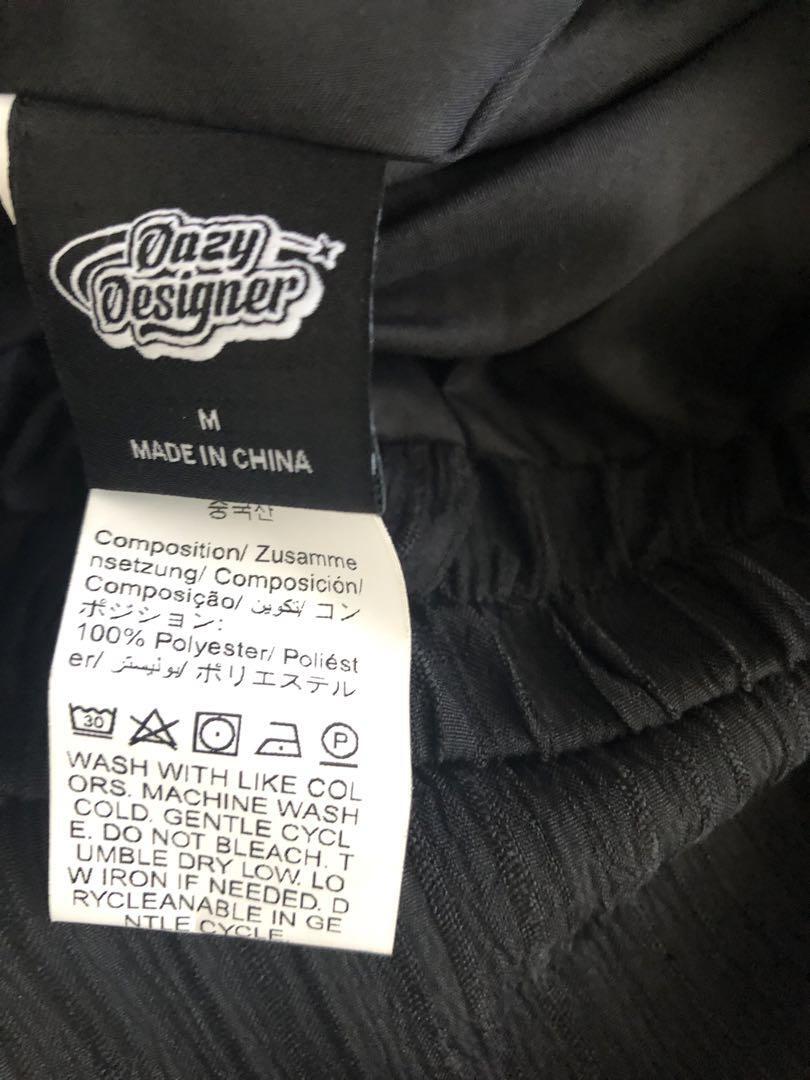 Dazy
Designer
M
MADE IN CHINA
중국산
Composition/ Zusamme
nsetzung/ Composición/
Composição/ تكوين/ コン
ポジション:
100% Polyester/ Poliést
er/ بوليستر/ ポリエステル
30
P
WASH WITH LIKE COL
ORS. MACHINE WASH
COLD. GENTLE CYCL
E. DO NOT BLEACH. T
UMBLE DRY LOW. LO
W IRON IF NEEDED. D
RYCLEANABLE IN GE
NTLE CYCLE.